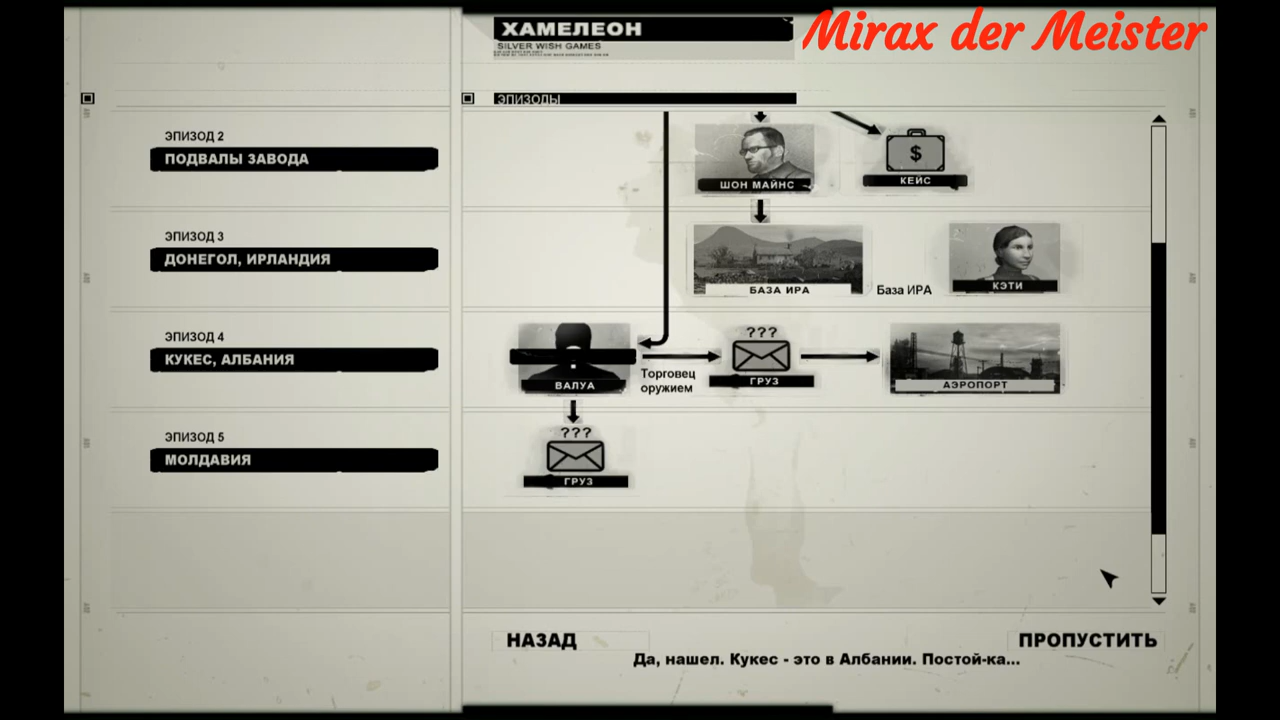 ХАМЕЛЕОН
Mirax der Meister
SILVER WISH GAMES
ЭПИЗОДЫ
ЭПИЗОД 2
ПОДВАЛЫ ЗАВОДА
ШОН МАЙНС
$
КЕЙС
ЭПИЗОД 3
ДОНЕГОЛ, ИРЛАНДИЯ
БАЗА ИРА
База ИРА
КЭТИ
ЭПИЗОД 4
КУКЕС, АЛБАНИЯ
ВАЛУА
Торговец
оружием
???
ГРУЗ
АЭРОПОРТ
ЭПИЗОД 5
МОЛДАВИЯ
???
ГРУЗ
НАЗАД
ПРОПУСТИТЬ
Да, нашел. Кукес - это в Албании. Постой-ка...